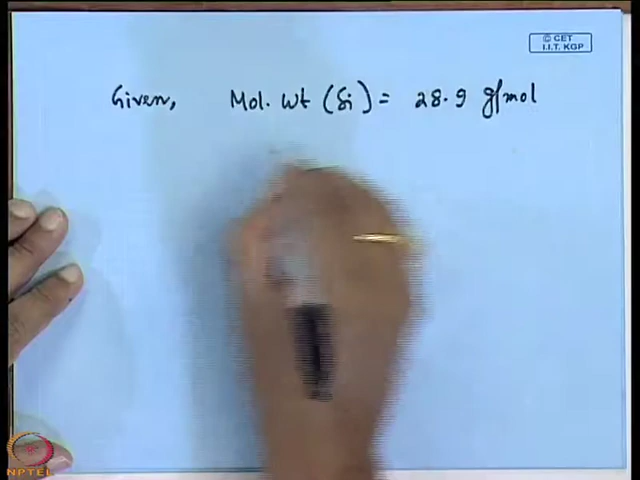 © CET
I.I.T. KGP
Given, Mol. Wt (Si) = 28.9 g/mol
NPTEL